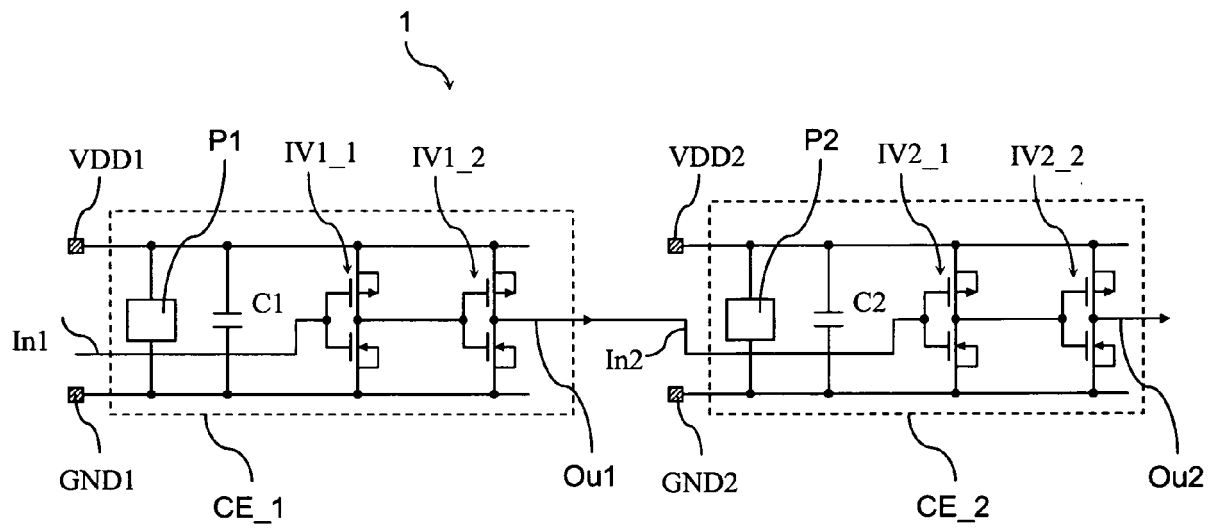 1
P1
P2
VDD1
IV1_1
IV1_2
VDD2
IV2_1
IV2_2
C1
C2
In1
In2
GND1
CE_1
Ou1
GND2
CE_2
Ou2